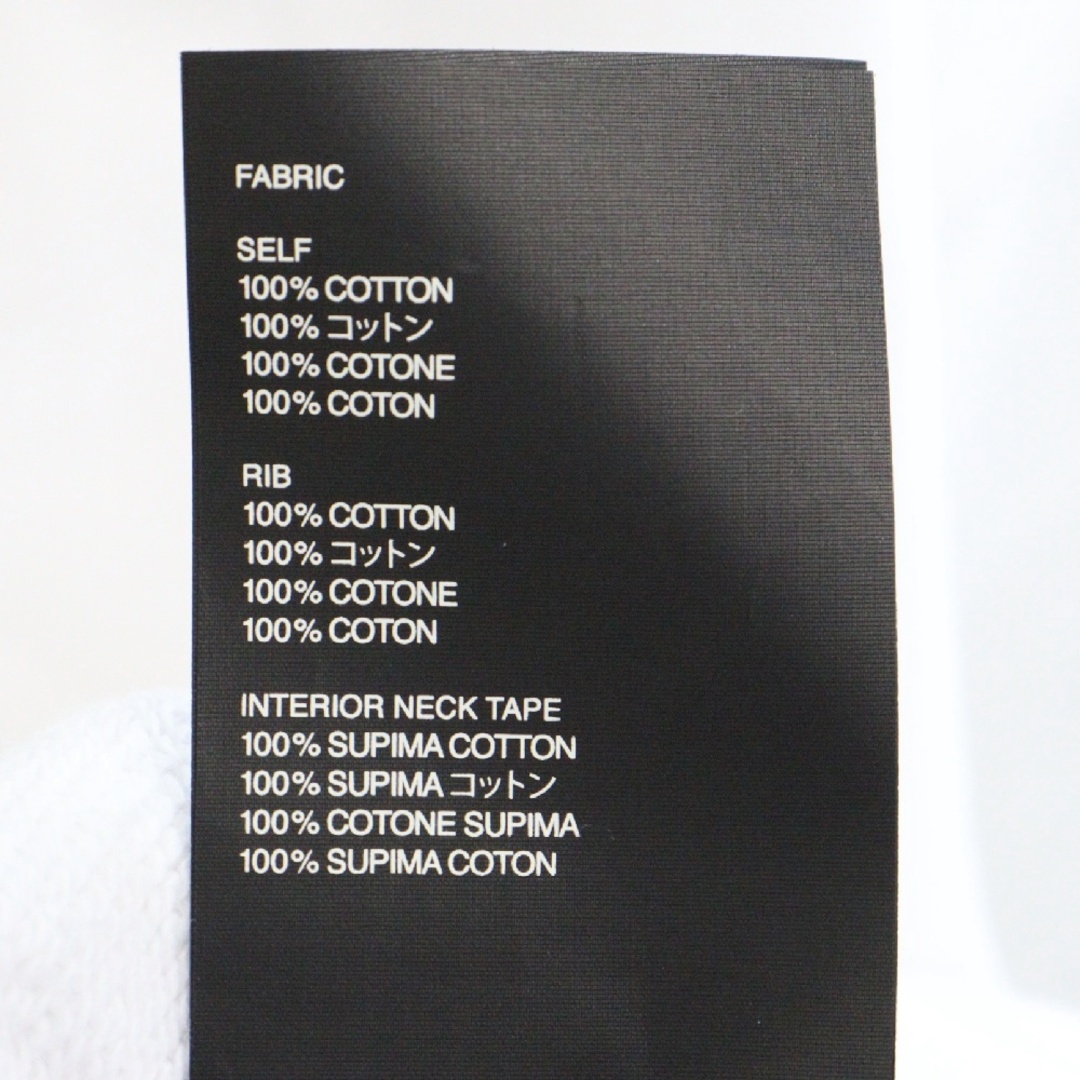 FABRIC
SELF
100% COTTON
100% コットン
100% COTONE
100% COTON
RIB
100% COTTON
100% コットン
100% COTONE
100% COTON
INTERIOR NECK TAPE
100% SUPIMA COTTON
100% SUPIMA コットン
100% COTONE SUPIMA
100% SUPIMA COTON